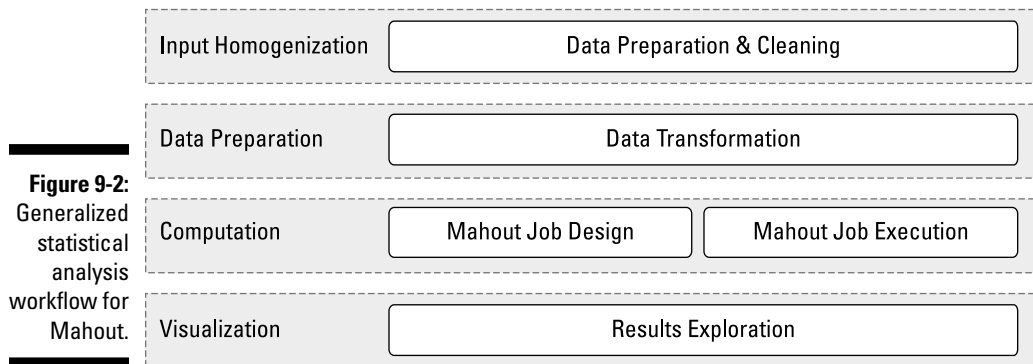 Input Homogenization
Data Preparation & Cleaning
Data Preparation
Data Transformation
Computation
Mahout Job Design
Mahout Job Execution
Visualization
Results Exploration
Figure 9-2:
Generalized
statistical
analysis
workflow for
Mahout.